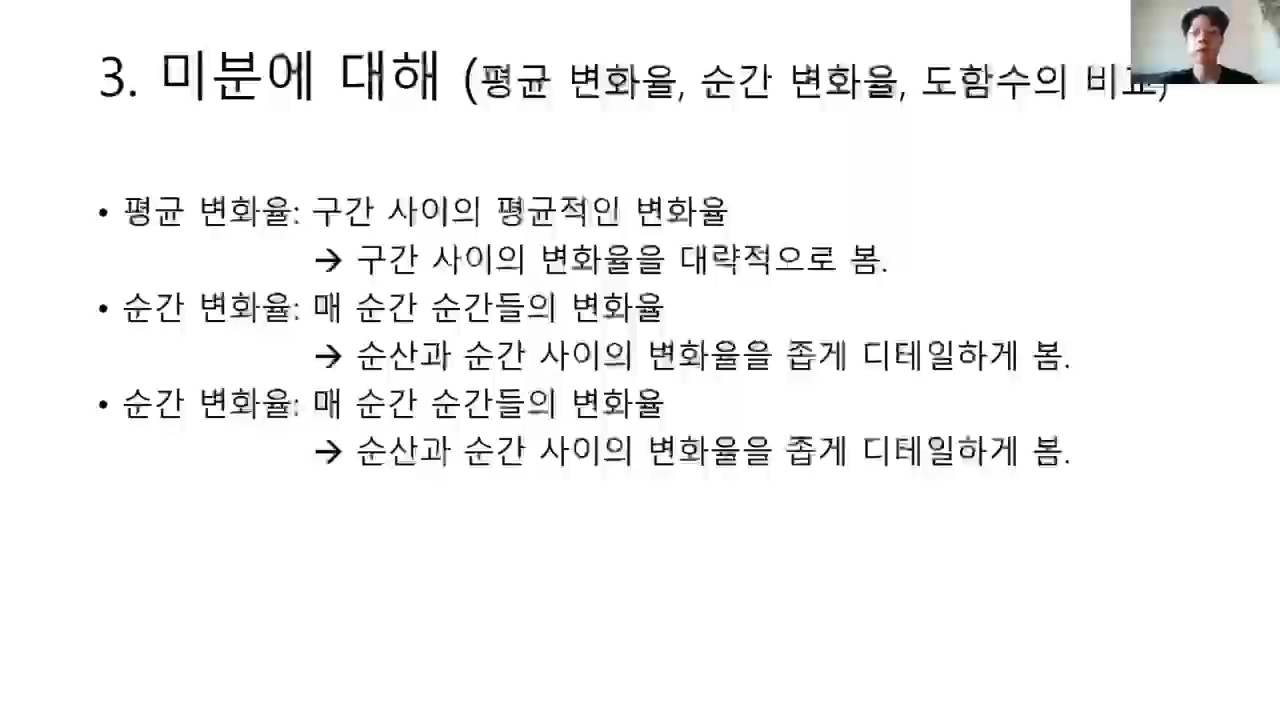 3. 미분에 대해 (평균 변화율, 순간 변화율, 도함수의 비교)
• 평균 변화율: 구간 사이의 평균적인 변화율
→ 구간 사이의 변화율을 대략적으로 봄.
• 순간 변화율: 매 순간 순간들의 변화율
→ 순산과 순간 사이의 변화율을 좁게 디테일하게 봄.
• 순간 변화율: 매 순간 순간들의 변화율
→ 순산과 순간 사이의 변화율을 좁게 디테일하게 봄.